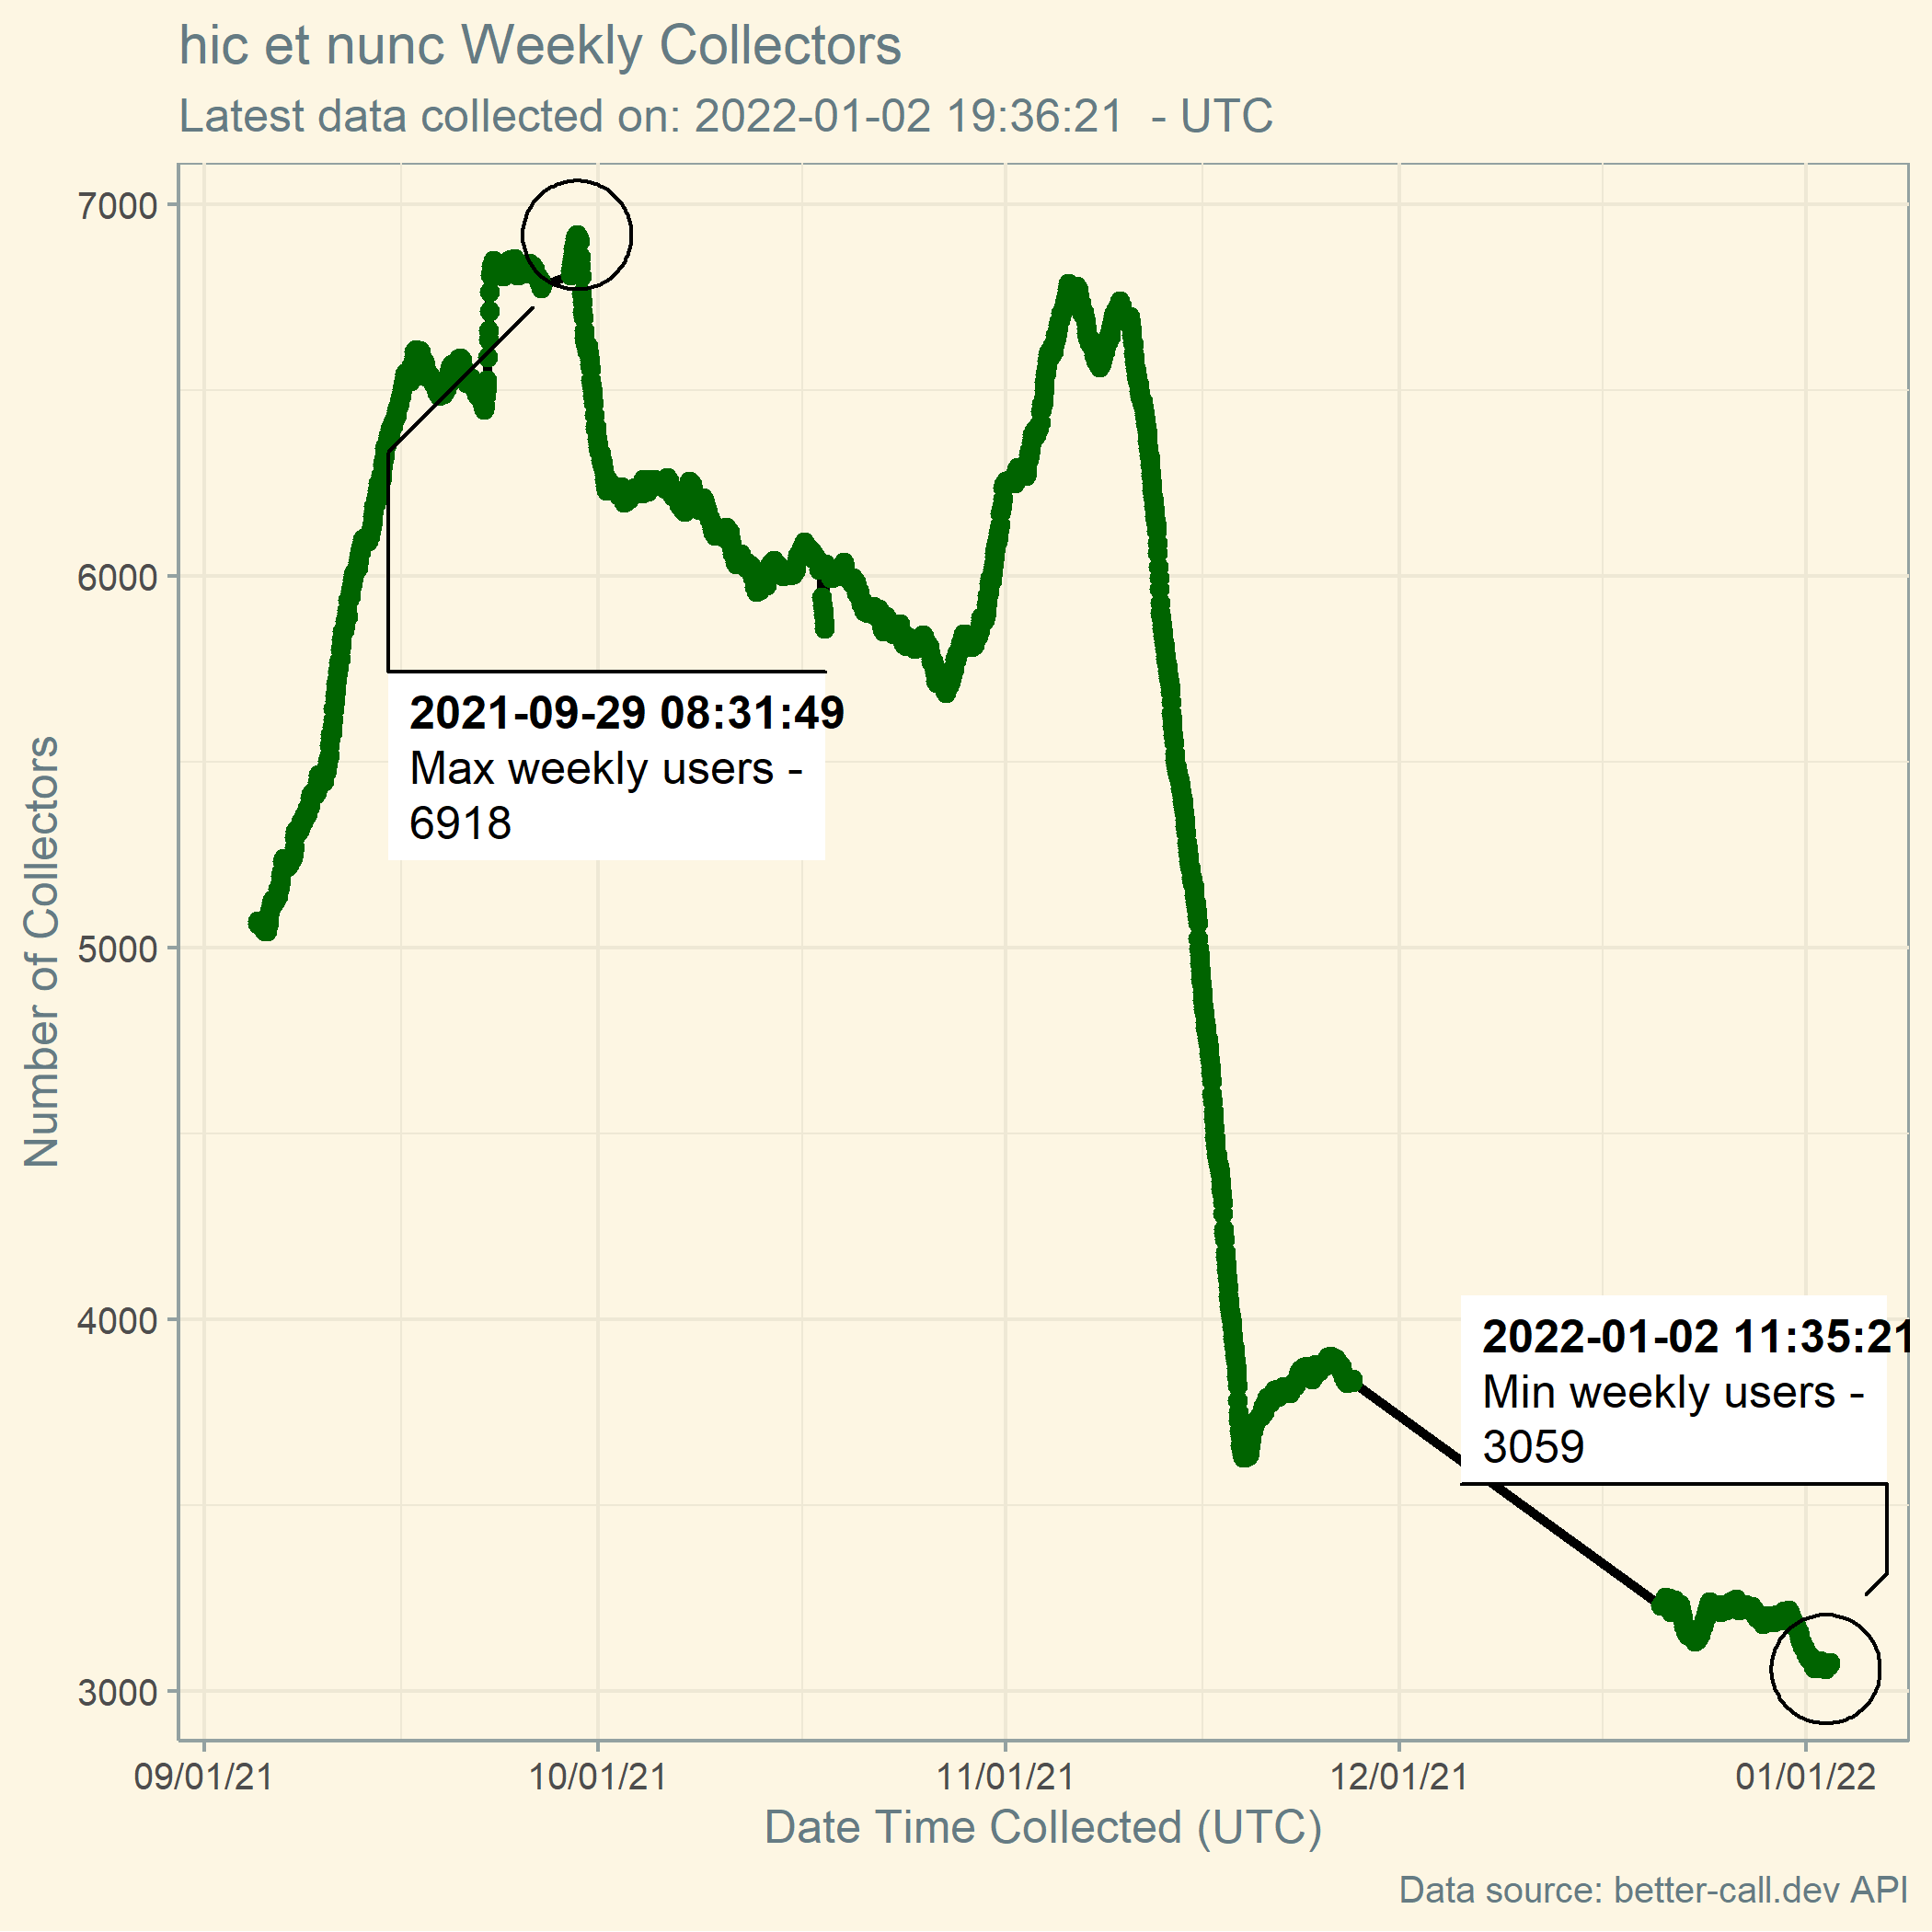 hic et nunc Weekly Collectors
Latest data collected on: 2022-01-02 19:36:21  - UTC
Number of Collectors
7000
6000
5000
4000
3000
2021-09-29 08:31:49
Max weekly users -
6918
2022-01-02 11:35:21
Min weekly users -
3059
09/01/21 10/01/21 11/01/21 12/01/21 01/01/22
Date Time Collected (UTC)
Data source: better-call.dev API